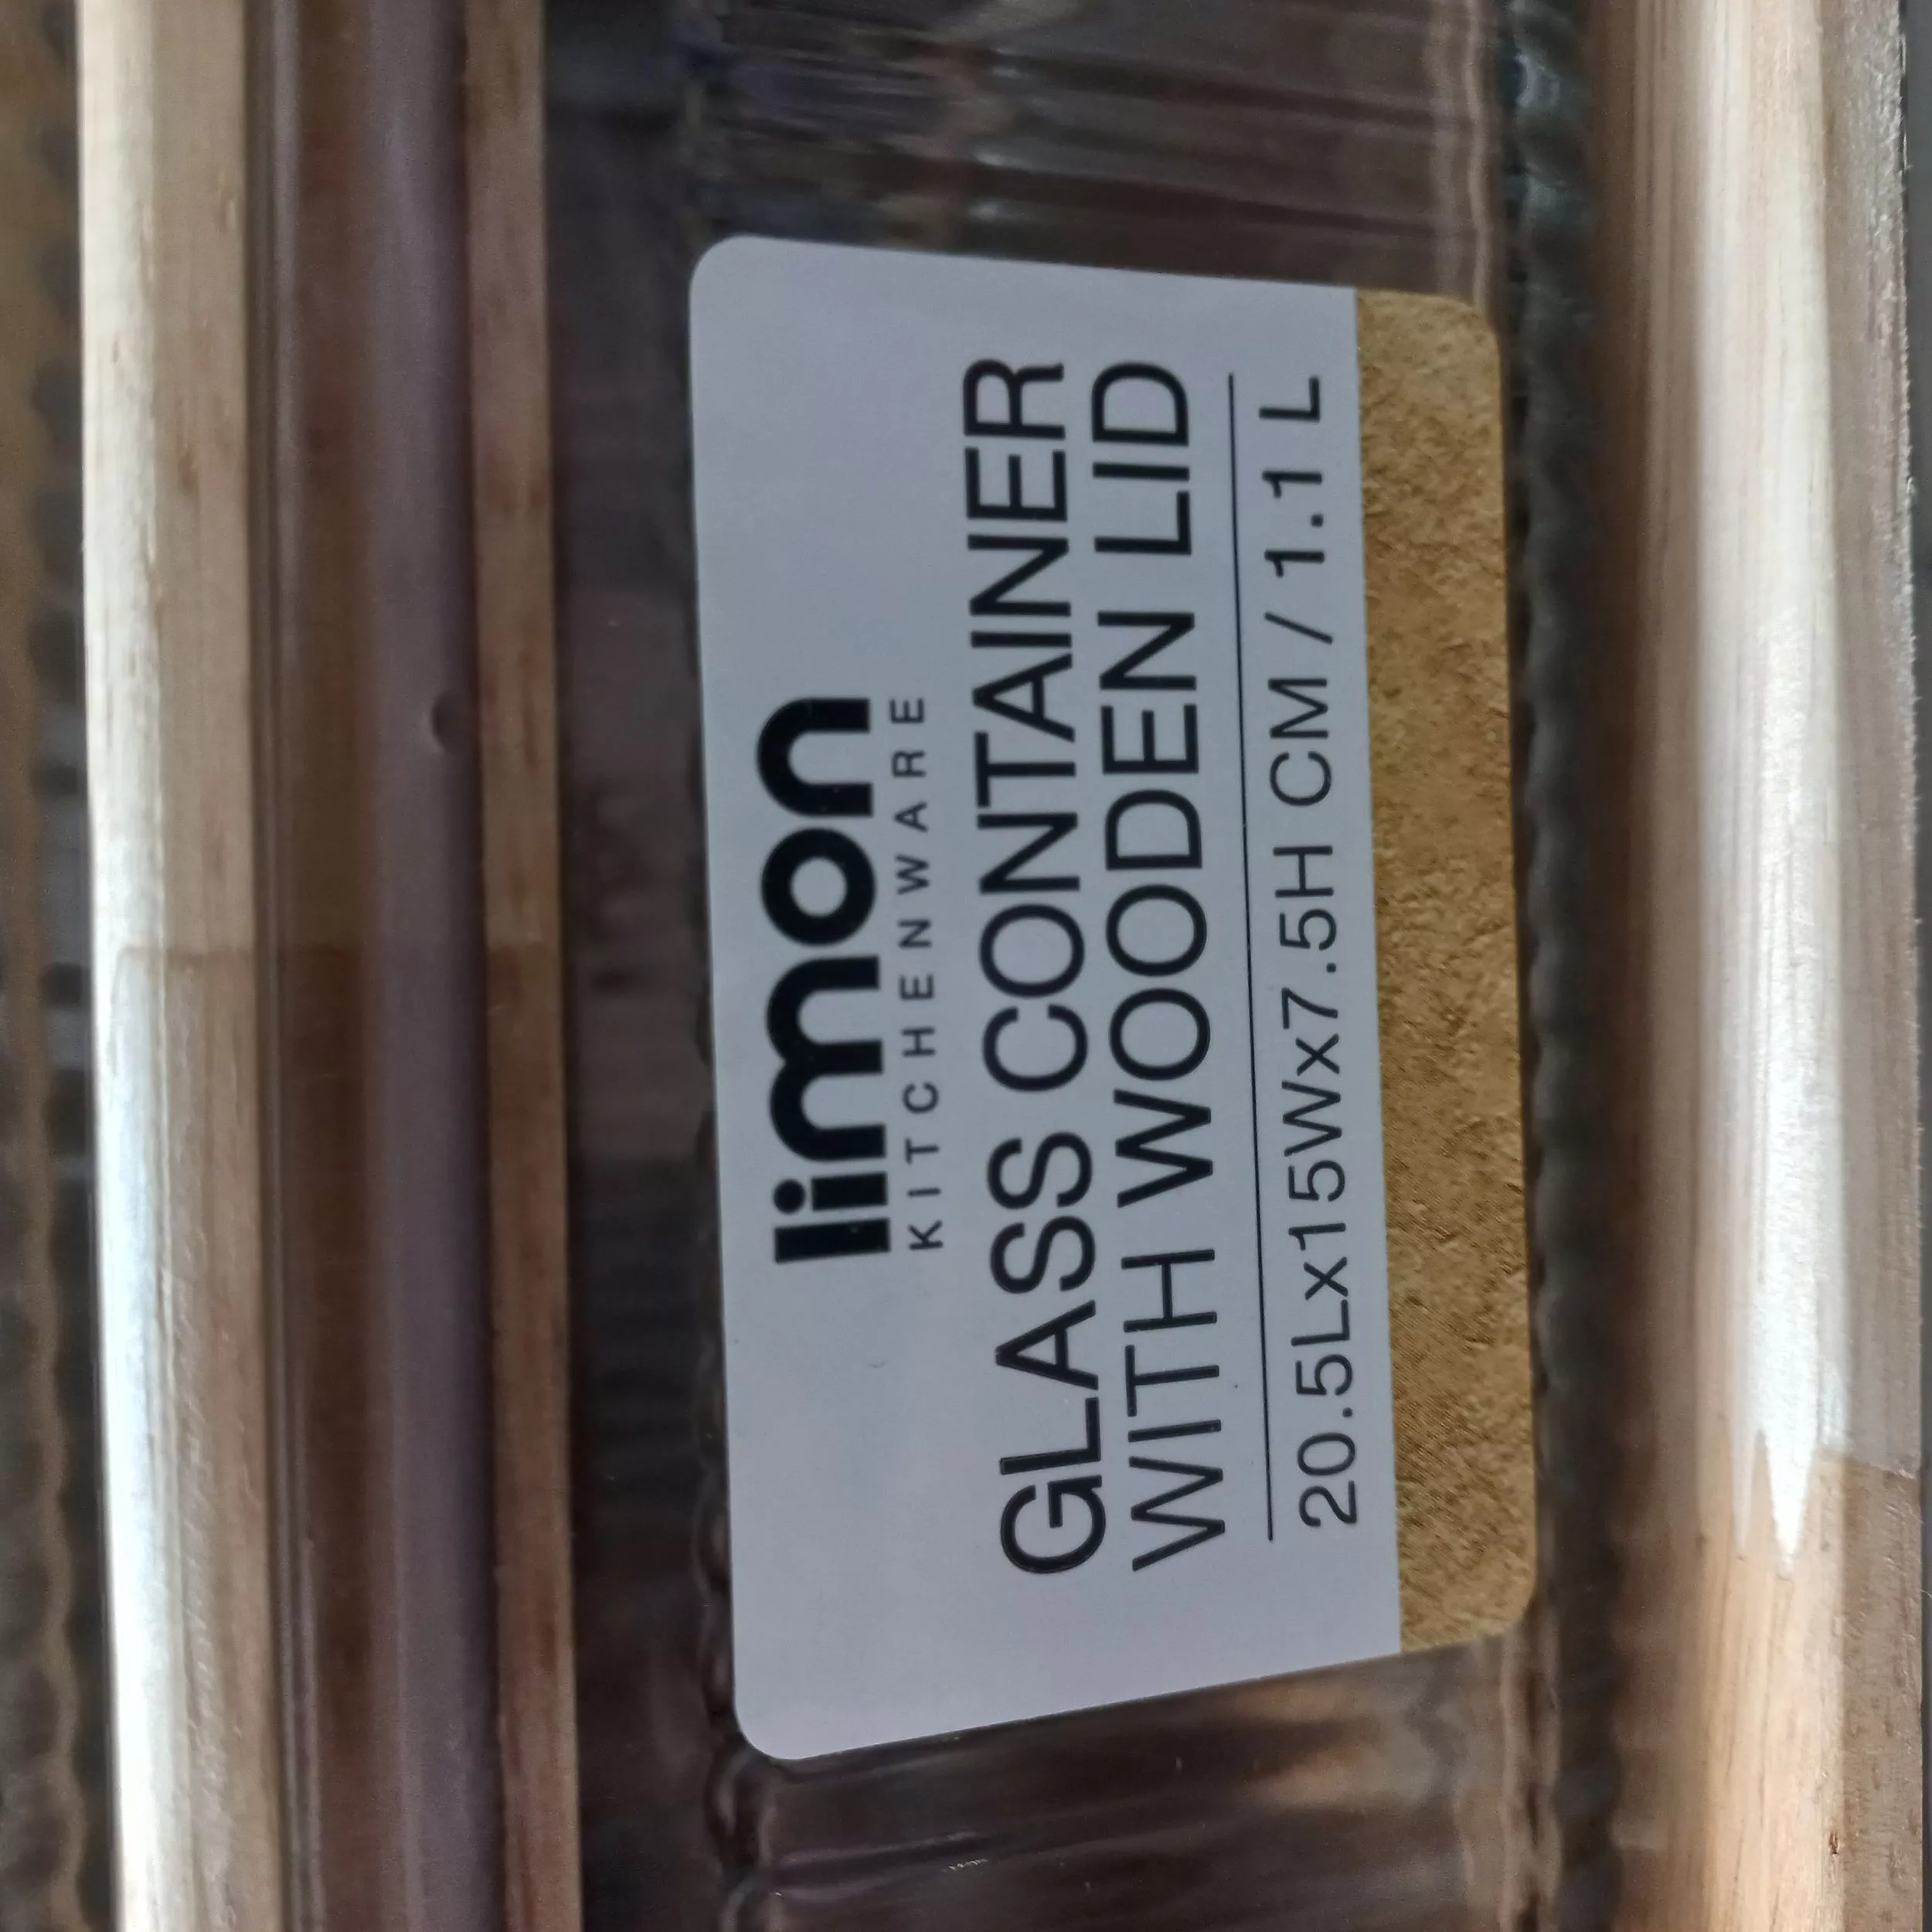 limon
KITCHENWARE
GLASS CONTAINER
WITH WOODEN LID
20.5Lx15Wx7.5H CM / 1.1 L